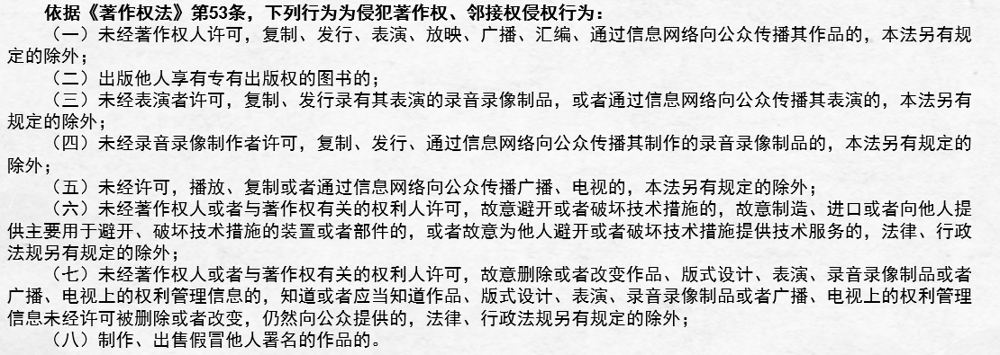 依据《著作权法》第53条，下列行为为侵犯著作权、邻接权侵权行为：
（一）未经著作权人许可，复制、发行、表演、放映、广播、汇编、通过信息网络向公众传播其作品的，本法另有规
定的除外；
（二）出版他人享有专有出版权的图书的；
（三）未经表演者许可，复制、发行录有其表演的录音录像制品，或者通过信息网络向公众传播其表演的，本法另有
规定的除外；
（四）未经录音录像制作者许可，复制、发行、通过信息网络向公众传播其制作的录音录像制品的，本法另有规定的
除外；
（五）未经许可，播放、复制或者通过信息网络向公众传播广播、电视的，本法另有规定的除外；
（六）未经著作权人或者与著作权有关的权利人许可，故意避开或者破坏技术措施的，故意制造、进口或者向他人提
供主要用于避开、破坏技术措施的装置或者部件的，或者故意为他人避开或者破坏技术措施提供技术服务的，法律、行政
法规另有规定的除外；
（七）未经著作权人或者与著作权有关的权利人许可，故意删除或者改变作品、版式设计、表演、录音录像制品或者
广播、电视上的权利管理信息的，知道或者应当知道作品、版式设计、表演、录音录像制品或者广播、电视上的权利管理
信息未经许可被删除或者改变，仍然向公众提供的，法律、行政法规另有规定的除外；
（八）制作、出售假冒他人署名的作品的。